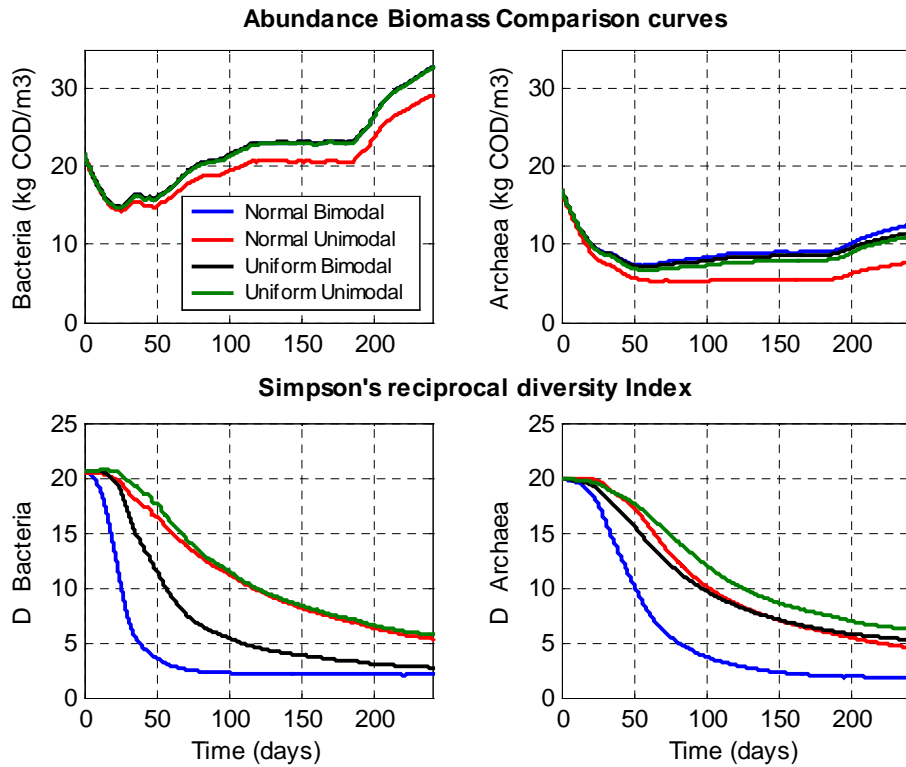 Abundance Biomass Comparison curves
Bacteria (kg COD/m3)
30
20
10
0
0 50 100 150 200
Normal Bimodal
Normal Unimodal
Uniform Bimodal
Uniform Unimodal
Archaea (kg COD/m3)
30
20
10
0
0 50 100 150 200
Simpson's reciprocal diversity Index
D Bacteria
25
20
15
10
5
0
0 50 100 150 200
Time (days)
D Archaea
25
20
15
10
5
0
0 50 100 150 200
Time (days)